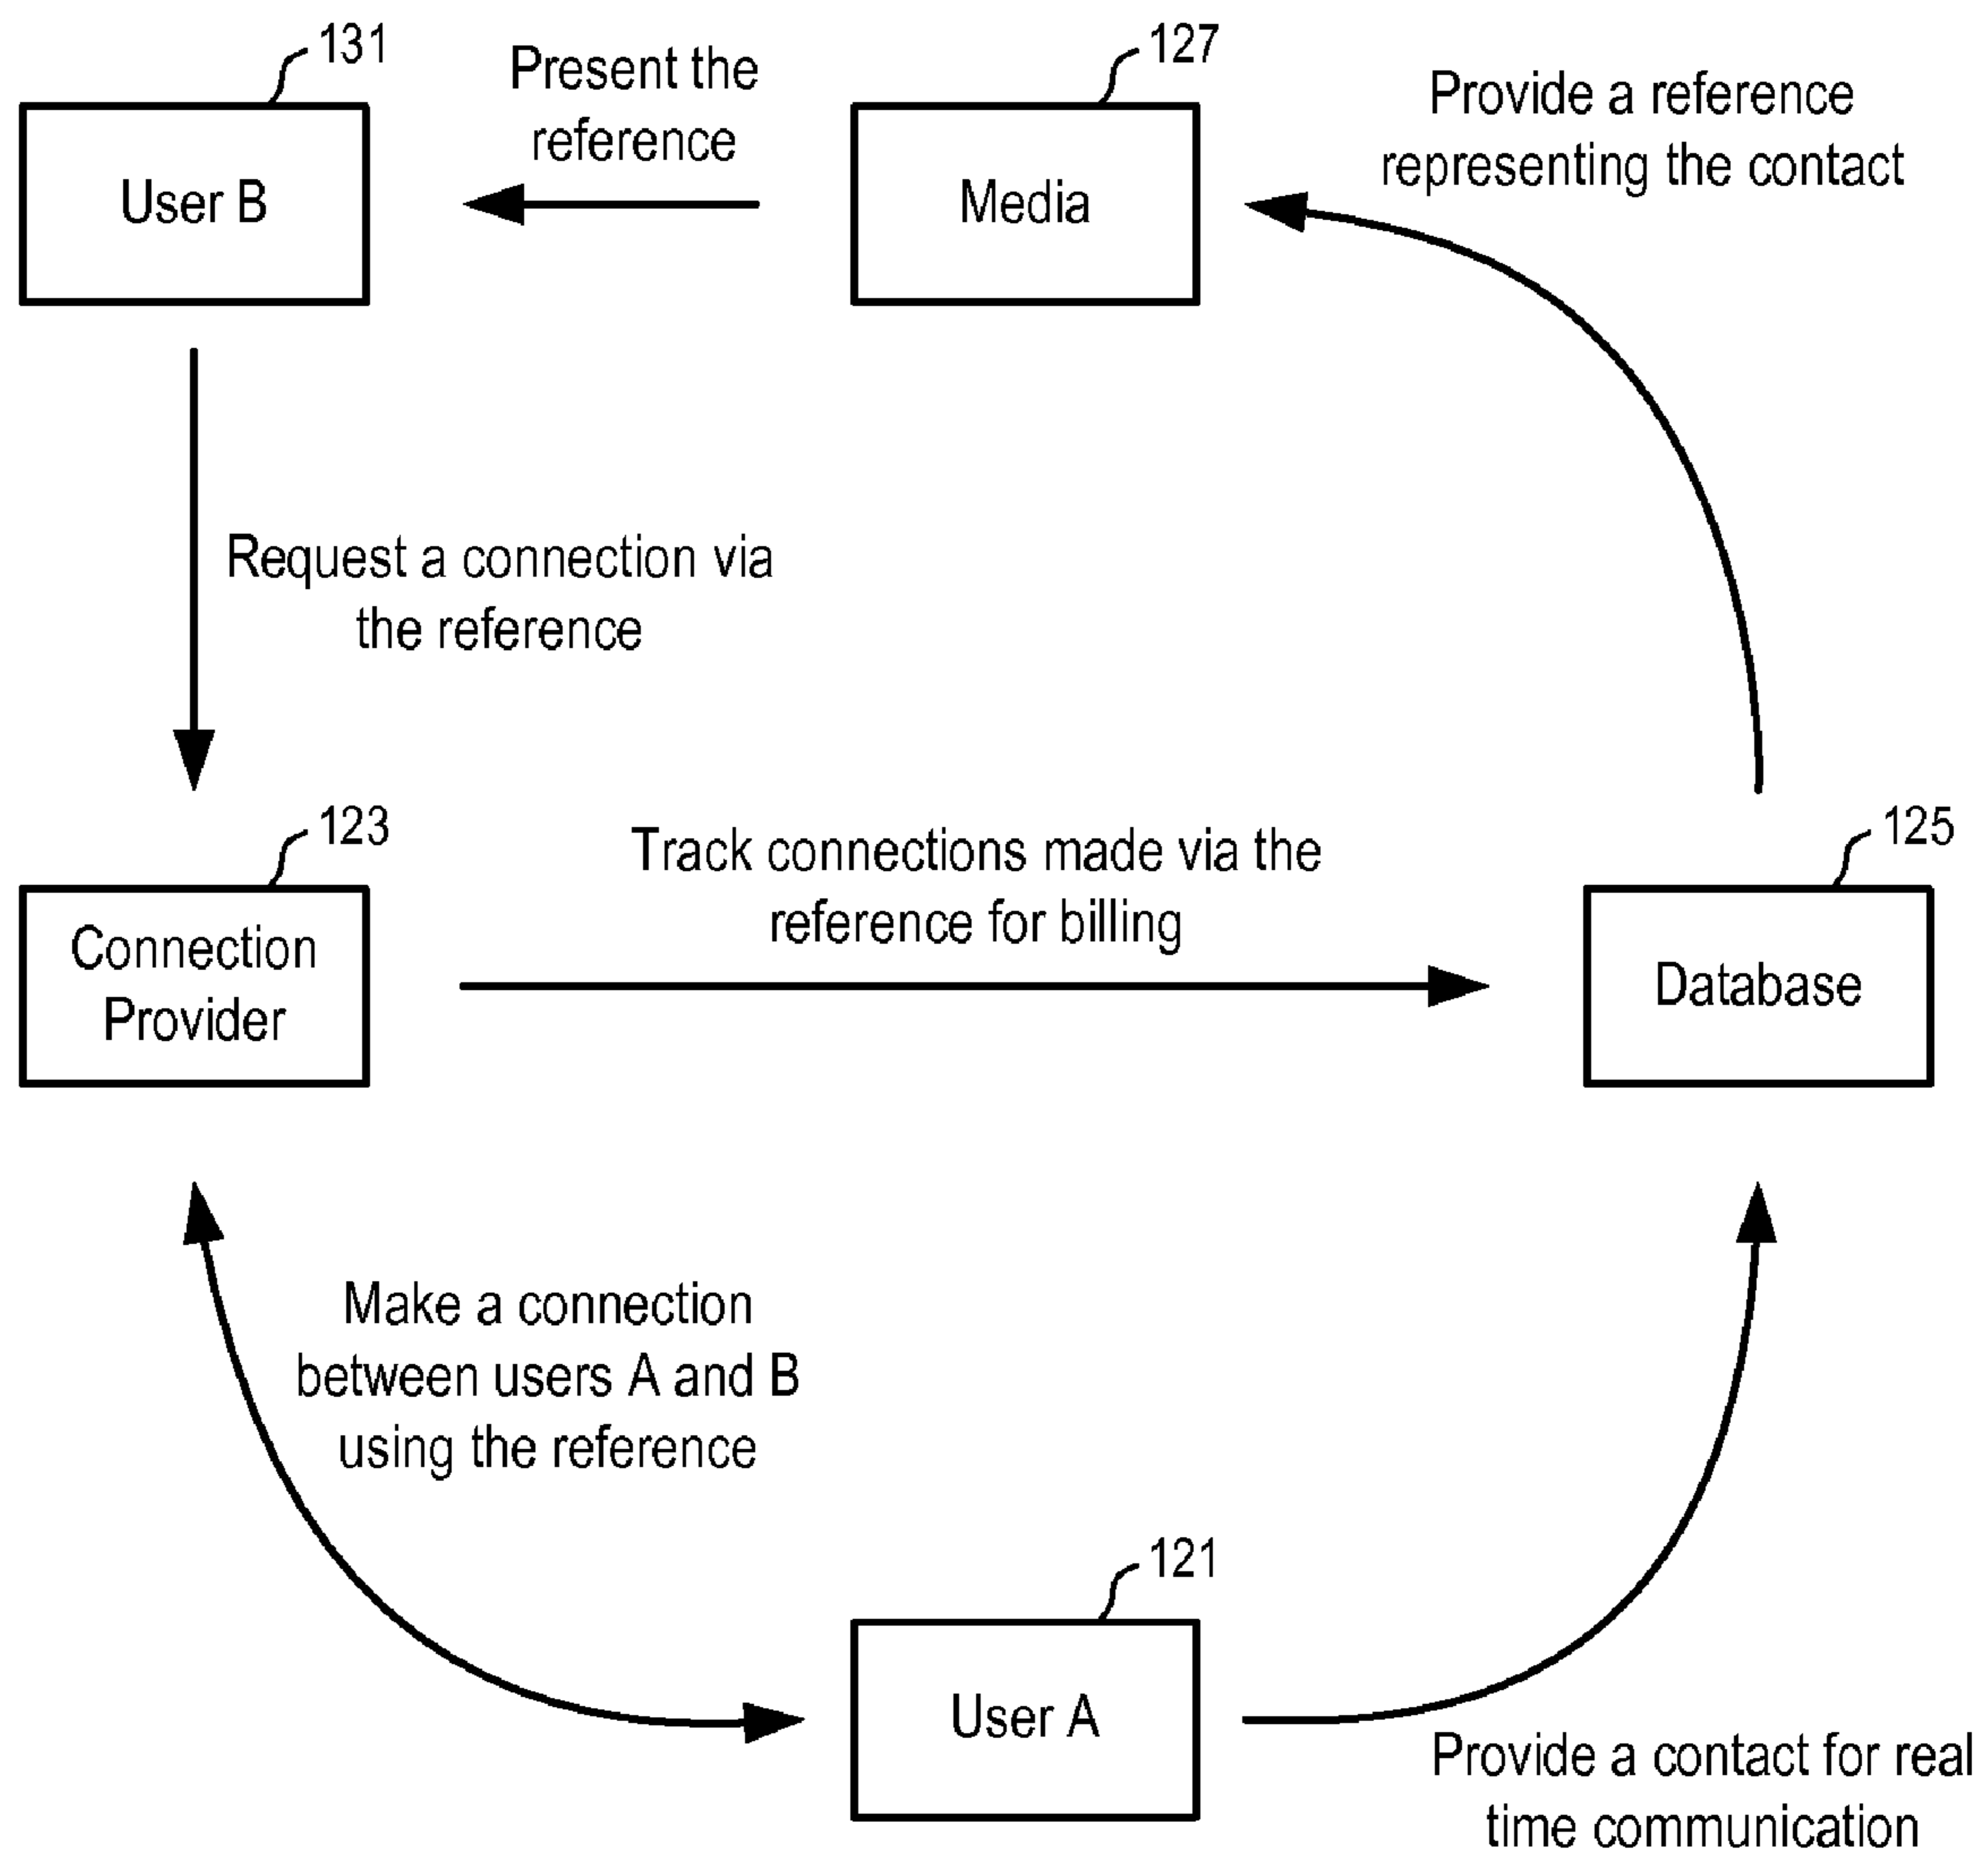 131
Present the
reference
127
Provide a reference
representing the contact
User B
Media
Request a connection via
the reference
123
Track connections made via the
reference for billing
125
Connection
Provider
Database
Make a connection
between users A and B
using the reference
121
User A
Provide a contact for real
time communication